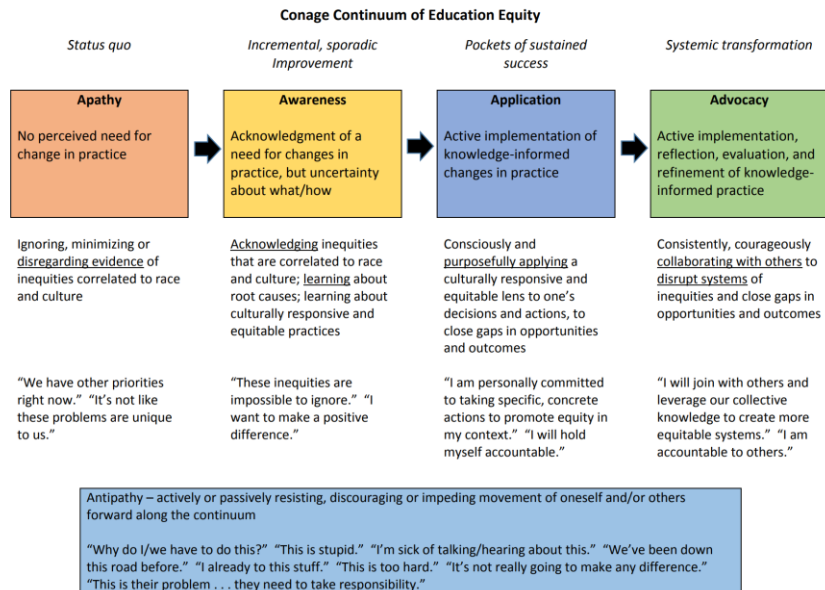 Conage Continuum of Education Equity
Status quo
Incremental, sporadic
Improvement
Pockets of sustained
success
Systemic transformation
Apathy
No perceived need for
change in practice
Awareness
Acknowledgment of a
need for changes in
practice, but uncertainty
about what/how
Application
Active implementation of
knowledge-informed
changes in practice
Advocacy
Active implementation,
reflection, evaluation, and
refinement of knowledge-
informed practice
Ignoring, minimizing or
disregarding evidence of
inequities correlated to race
and culture
Acknowledging inequities
that are correlated to race
and culture; learning about
root causes; learning about
culturally responsive and
equitable practices
Consciously and
purposefully applying a
culturally responsive and
equitable lens to one's
decisions and actions, to
close gaps in opportunities
and outcomes
Consistently, courageously
collaborating with others to
disrupt systems of
inequities and close gaps in
opportunities and outcomes
“We have other priorities
right now.” “It’s not like
these problems are unique
to us.”
“These inequities are
impossible to ignore.” “I
want to make a positive
difference.”
“I am personally committed
to taking specific, concrete
actions to promote equity in
my context.” “I will hold
myself accountable.”
“I will join with others and
leverage our collective
knowledge to create more
equitable systems.” “I am
accountable to others.”
Antipathy – actively or passively resisting, discouraging or impeding movement of oneself and/or others
forward along the continuum
“Why do I/we have to do this?” “This is stupid.” “I’m sick of talking/hearing about this.” “We’ve been down
this road before.” “I already to this stuff.” “This is too hard.” “It’s not really going to make any difference.”
“This is their problem . . . they need to take responsibility.”